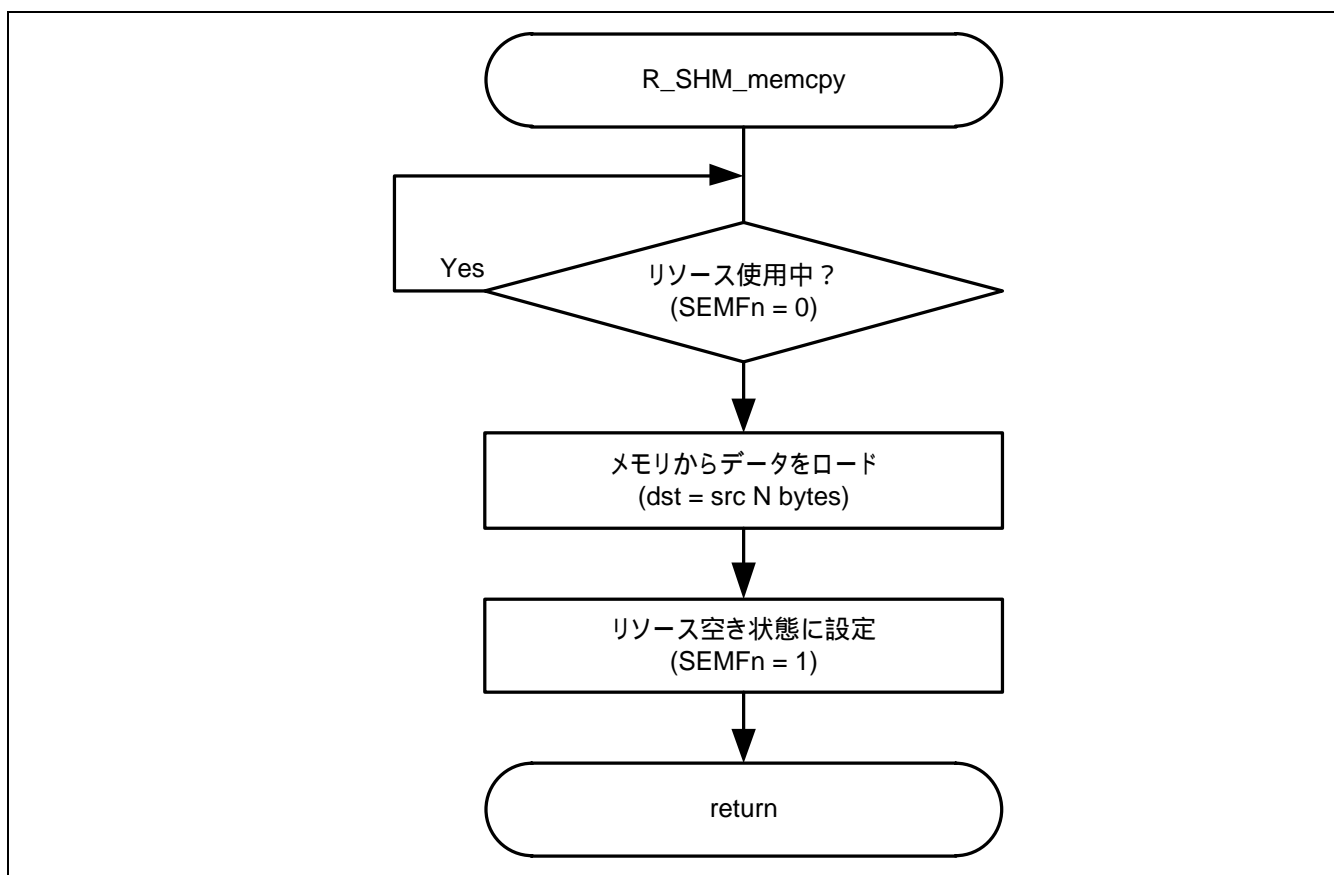 R_SHM_memcpy
Yes
リソース使用中？
(SEMFn = 0)
メモリからデータをロード
(dst = src N bytes)
リソース空き状態に設定
(SEMFn = 1)
return